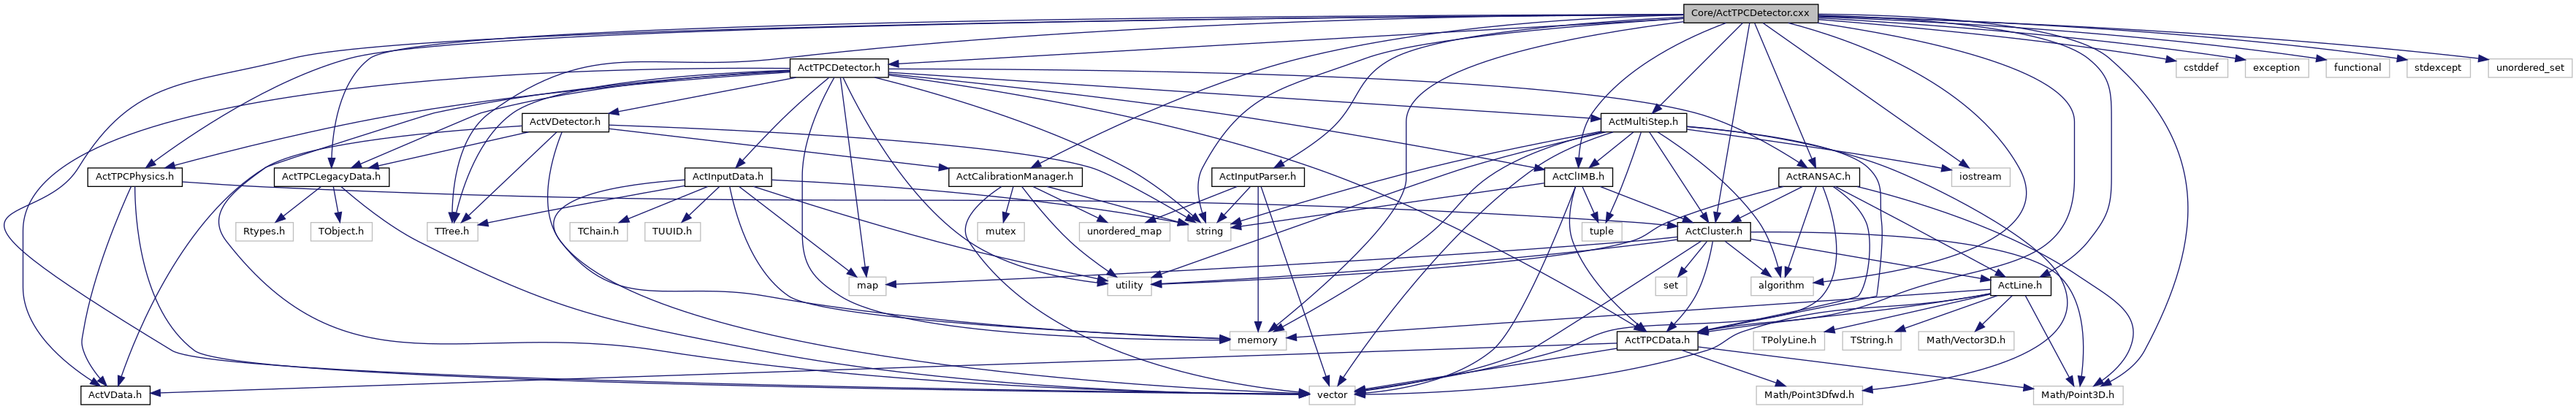 Core/ActTPCDetector.cxx
ActTPCDetector.h
cstddef
exception
functional
stdexcept
unordered_set
ActVDetector.h
ActMultiStep.h
ActTPCPhysics.h
ActTPCLegacyData.h
ActInputData.h
ActCalibrationManager.h
ActInputParser.h
ActClIMB.h
ActRANSAC.h
iostream
Rtypes.h
TObject.h
TTree.h
TChain.h
TUUID.h
mutex
unordered_map
string
tuple
ActCluster.h
map
utility
set
algorithm
ActLine.h
memory
ActTPCData.h
TPolyLine.h
TString.h
Math/Vector3D.h
ActVData.h
vector
Math/Point3Dfwd.h
Math/Point3D.h